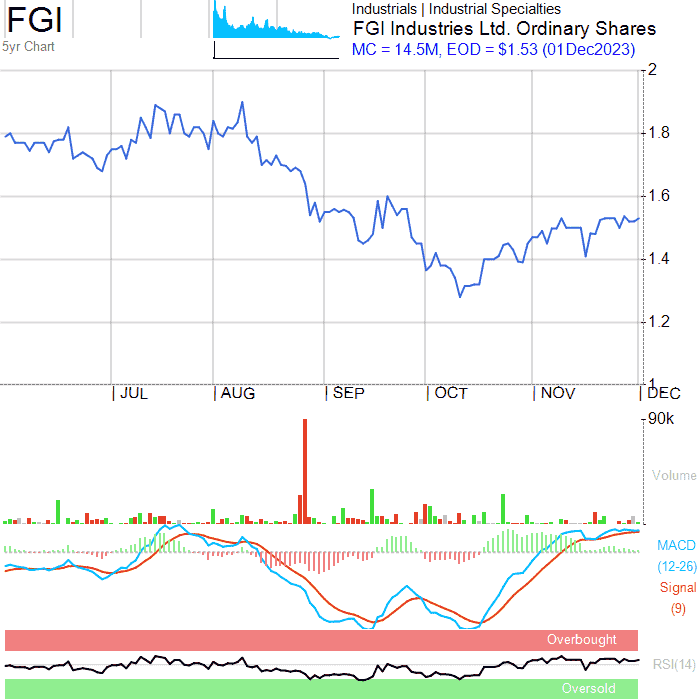 FGI
5yr Chart
Industrials | Industrial Specialties
FGI Industries Ltd. Ordinary Shares
MC = 14.5M, EOD = $1.53 (01Dec2023)
2
1.8
1.6
1.4
1.2
1
| JUL | AUG | SEP | OCT | NOV | DEC
90k
Volume
MACD
(12-26)
Signal
(9)
Overbought
RSI(14)
Oversold